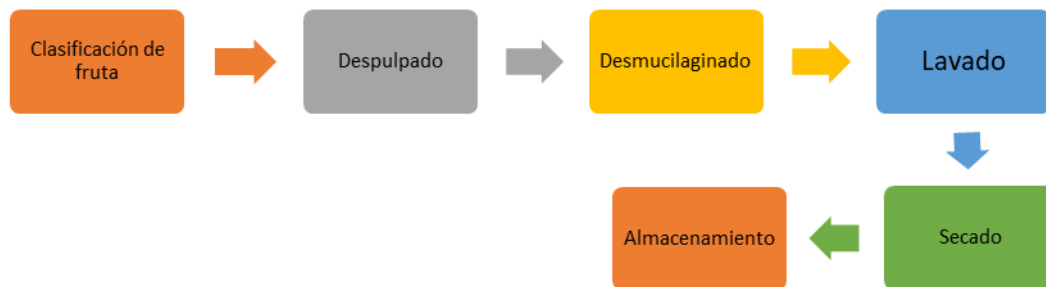 Clasificación de
fruta
Despulpado
Desmucilaginado
Lavado
Almacenamiento
Secado